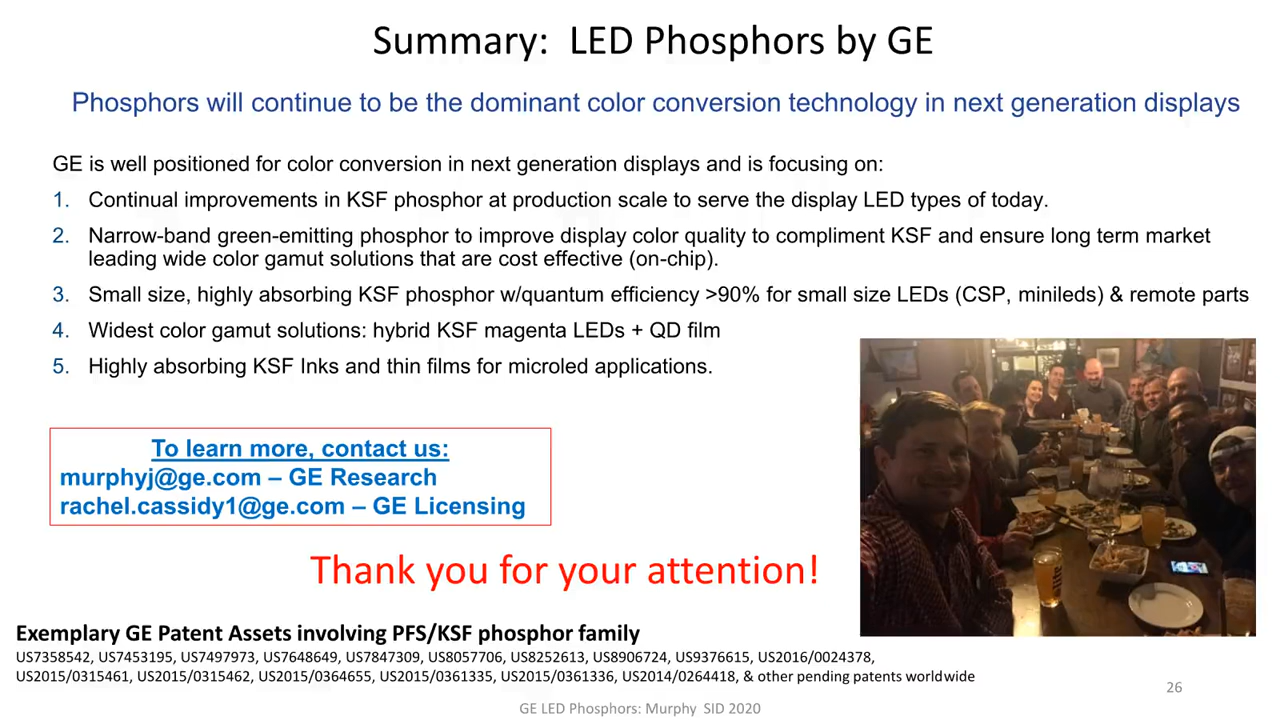 Summary: LED Phosphors by GE
Phosphors will continue to be the dominant color conversion technology in next generation displays
GE is well positioned for color conversion in next generation displays and is focusing on:
1. Continual improvements in KSF phosphor at production scale to serve the display LED types of today.
2. Narrow-band green-emitting phosphor to improve display color quality to compliment KSF and ensure long term market
leading wide color gamut solutions that are cost effective (on-chip).
3. Small size, highly absorbing KSF phosphor w/quantum efficiency >90% for small size LEDs (CSP, minileds) & remote parts
4. Widest color gamut solutions: hybrid KSF magenta LEDs + QD film
5. Highly absorbing KSF Inks and thin films for microled applications.
To learn more, contact us:
murphyj@ge.com – GE Research
rachel.cassidy1@ge.com – GE Licensing
Thank you for your attention!
Exemplary GE Patent Assets involving PFS/KSF phosphor family
US7358542, US7453195, US7497973, US7648649, US7847309, US8057706, US8252613, US8906724, US9376615, US2016/0024378,
US2015/0315461, US2015/0315462, US2015/0364655, US2015/0361335, US2015/0361336, US2014/0264418, & other pending patents worldwide
26
GE LED Phosphors: Murphy SID 2020